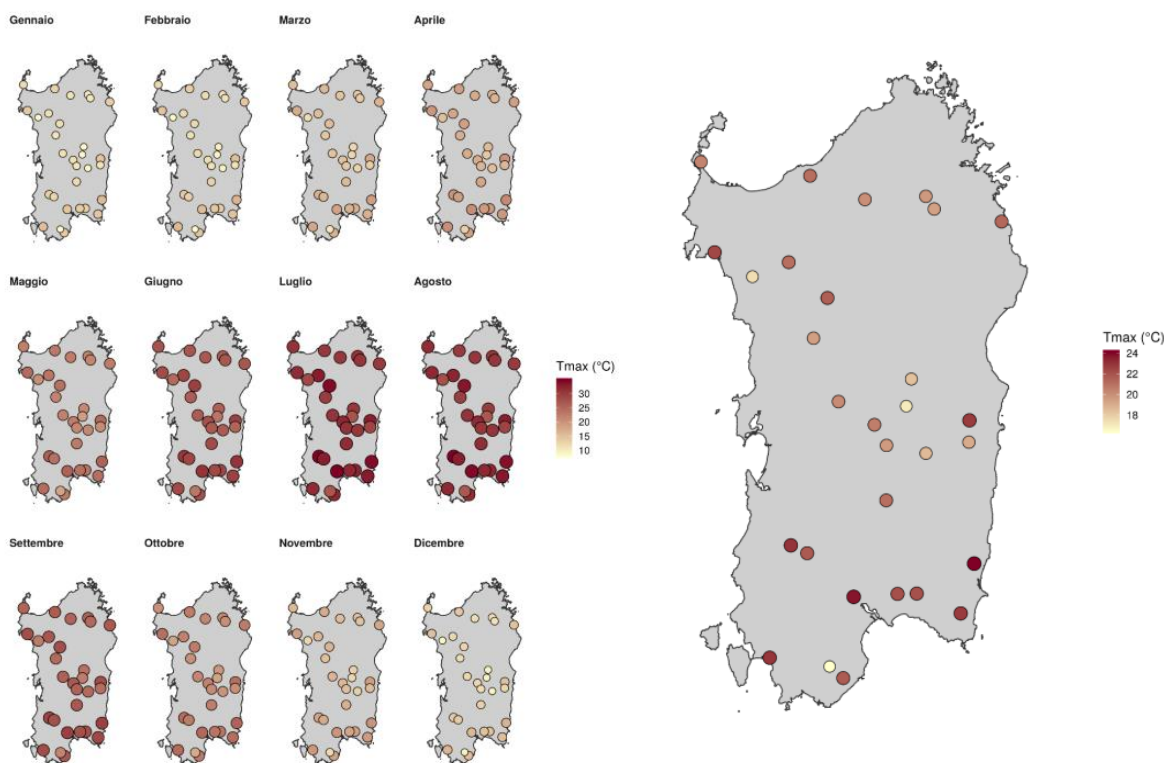 Gennaio
Febbraio
Marzo
Aprile
Maggio
Giugno
Luglio
Agosto
Tmax (°C)
30
25
20
15
10
Settembre
Ottobre
Novembre
Dicembre
Tmax (°C)
24
22
20
18